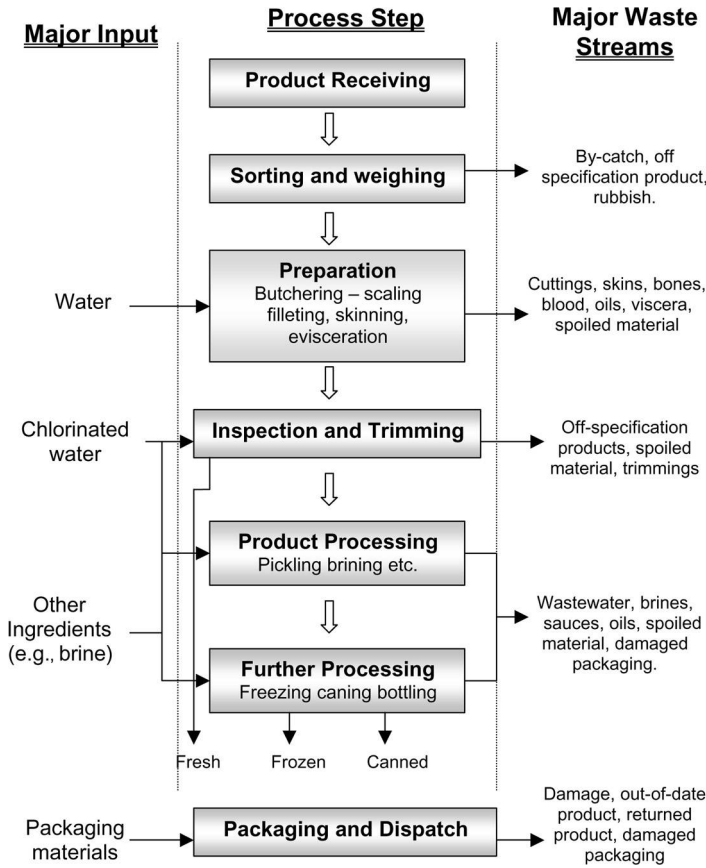 Major Input
Process Step
Major Waste
Streams
Product Receiving
Sorting and weighing
By-catch, off
specification product,
rubbish.
Water
Preparation
Butchering – scaling
filleting, skinning,
evisceration
Cuttings, skins, bones,
blood, oils, viscera,
spoiled material
Chlorinated
water
Inspection and Trimming
Off-specification
products, spoiled
material, trimmings
Product Processing
Pickling brining etc.
Other
Ingredients
(e.g., brine)
Wastewater, brines,
sauces, oils, spoiled
material, damaged
packaging.
Further Processing
Freezing caning bottling
Fresh
Frozen
Canned
Packaging
materials
Packaging and Dispatch
Damage, out-of-date
product, returned
product, damaged
packaging